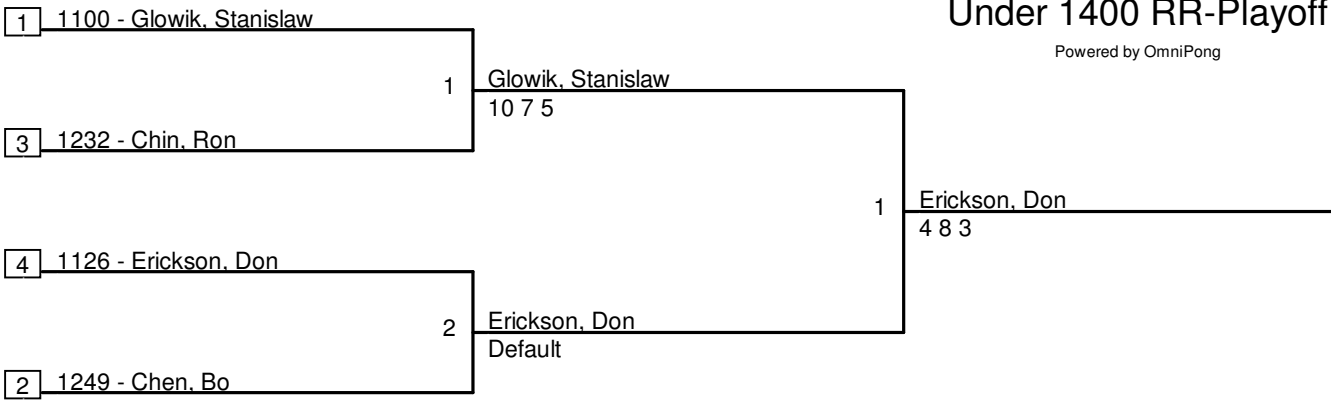 Under 1400 RR-Playoff
Powered by OmniPong
1 1100 - Glowik, Stanislaw
1 Glowik, Stanislaw
10 7 5
3 1232 - Chin, Ron
1 Erickson, Don
4 8 3
4 1126 - Erickson, Don
2 Erickson, Don
Default
2 1249 - Chen, Bo